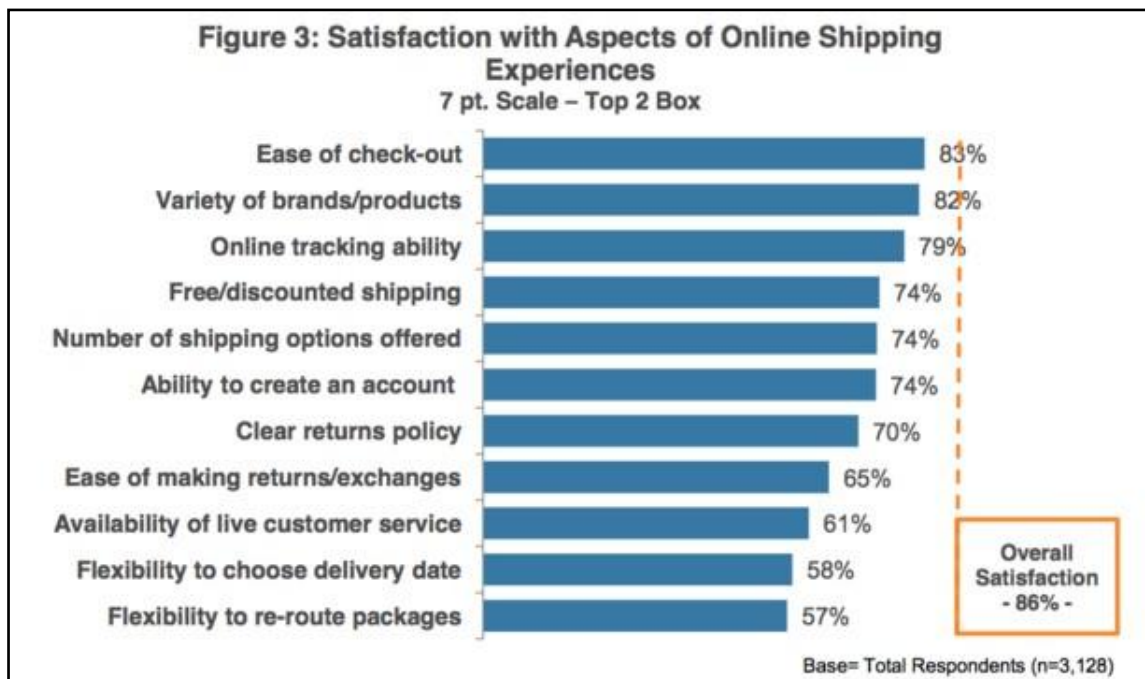 Figure 3: Satisfaction with Aspects of Online Shipping
Experiences
7 pt. Scale – Top 2 Box
Ease of check-out 83%
Variety of brands/products 82%
Online tracking ability 79%
Free/discounted shipping 74%
Number of shipping options offered 74%
Ability to create an account 74%
Clear returns policy 70%
Ease of making returns/exchanges 65%
Availability of live customer service 61%
Flexibility to choose delivery date 58%
Flexibility to re-route packages 57%
Overall
Satisfaction
- 86% -
Base= Total Respondents (n=3,128)